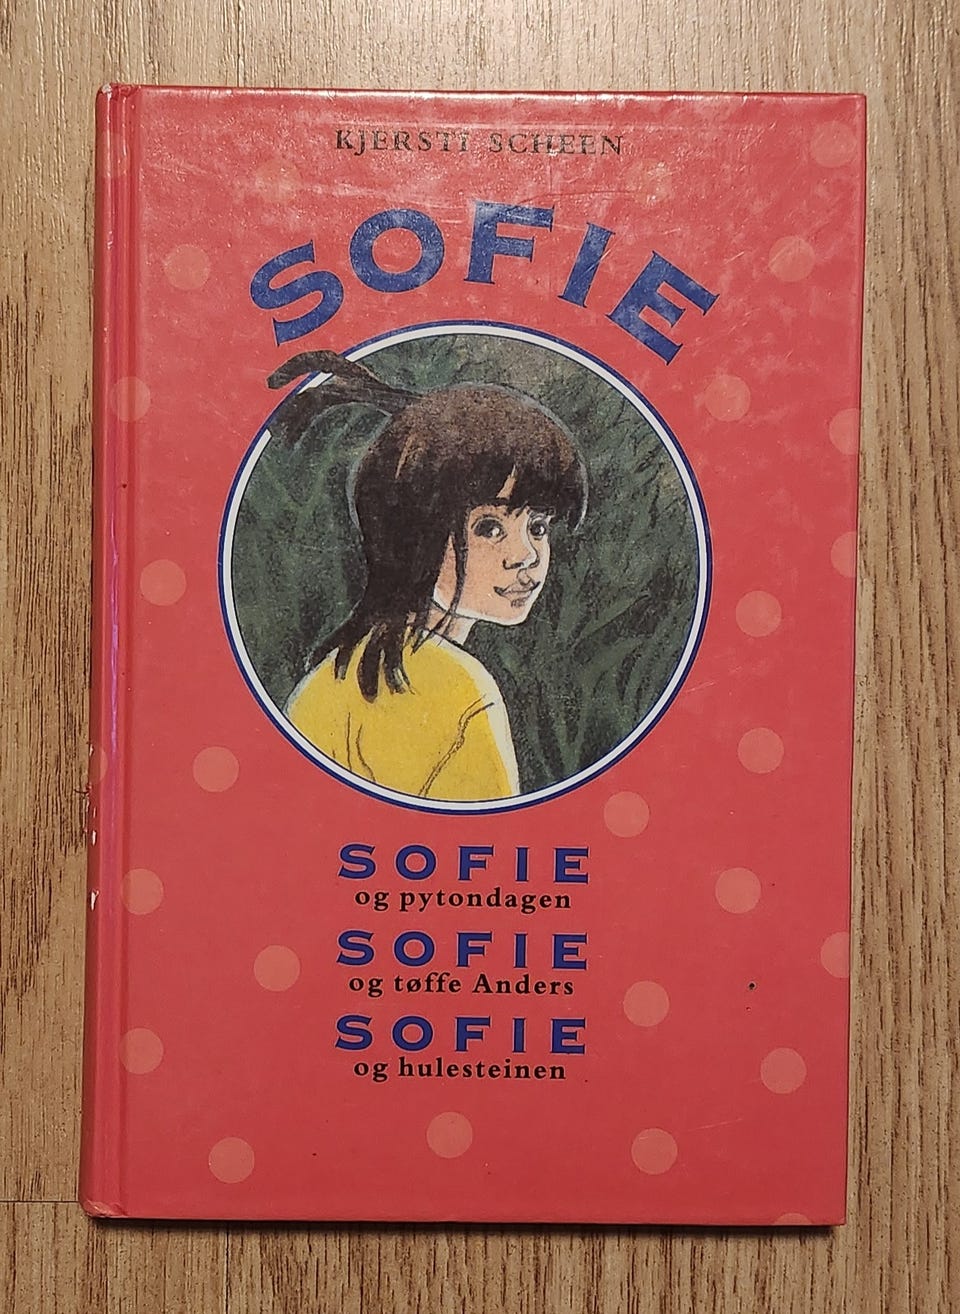 KJERSTI SCHEEN
SOFIE
SOFIE
og pytondagen
SOFIE
og tøffe Anders
SOFIE
og hulesteinen